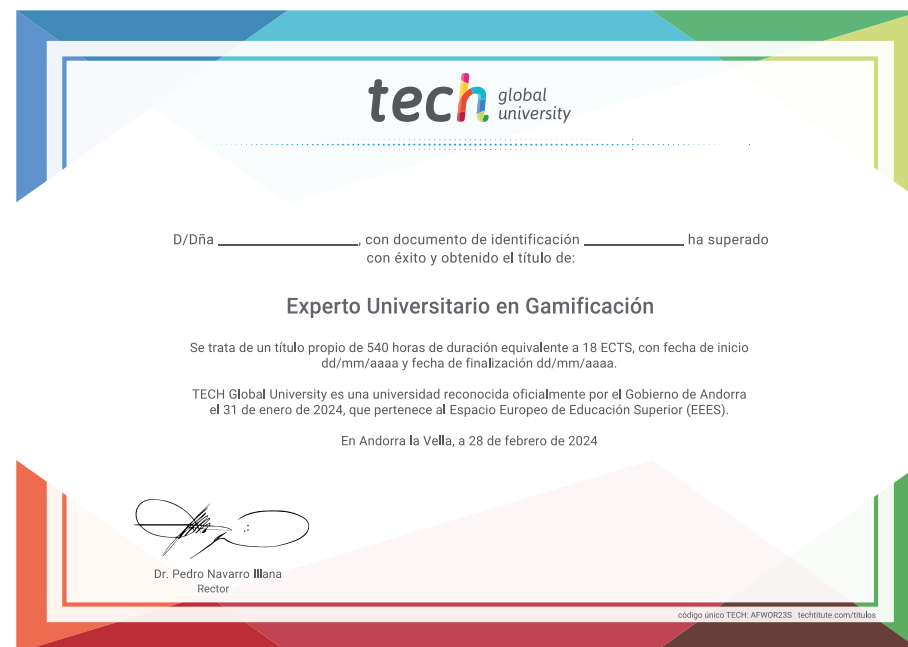 tech global university
D/Dña ______________, con documento de identificación __________ ha superado
con éxito y obtenido el título de:
Experto Universitario en Gamificación
Se trata de un título propio de 540 horas de duración equivalente a 18 ECTS, con fecha de inicio
dd/mm/aaaa y fecha de finalización dd/mm/aaaa.
TECH Global University es una universidad reconocida oficialmente por el Gobierno de Andorra
el 31 de enero de 2024, que pertenece al Espacio Europeo de Educación Superior (EEES).
En Andorra la Vella, a 28 de febrero de 2024
Dr. Pedro Navarro Illana
Rector
código único TECH: AFWOR23S techtitute.com/titulos